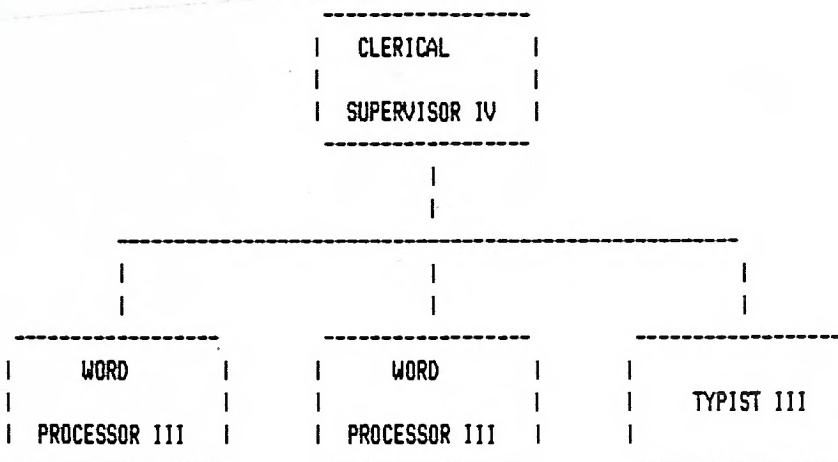 CLERICAL
SUPERVISOR IV
WORD WORD
PROCESSOR III PROCESSOR III TYPIST III